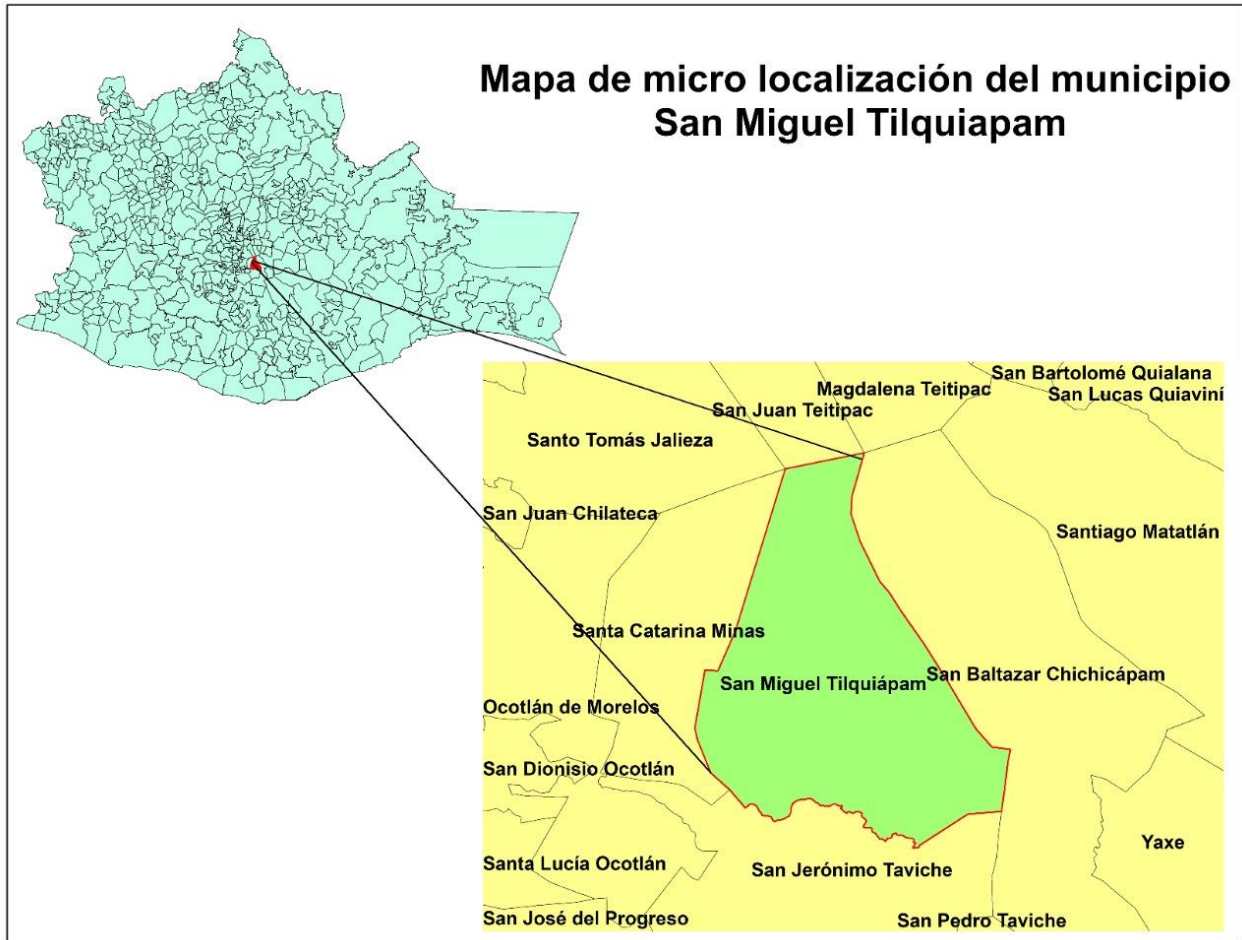 Mapa de micro localización del municipio
San Miguel Tilquiapam
San Bartolomé Quialana
Magdalena Teitipac
San Lucas Quiaviní
San Juan Teitipac
Santo Tomás Jalieza
San Juan Chilateca
Santiago Matatlán
Santa Catarina Minas
San Baltazar Chichicápam
San Miguel Tilquiápam
Ocotlán de Morelos
San Dionisio Ocotlán
Yaxe
Santa Lucía Ocotlán
San Jerónimo Taviche
San José del Progreso
San Pedro Taviche